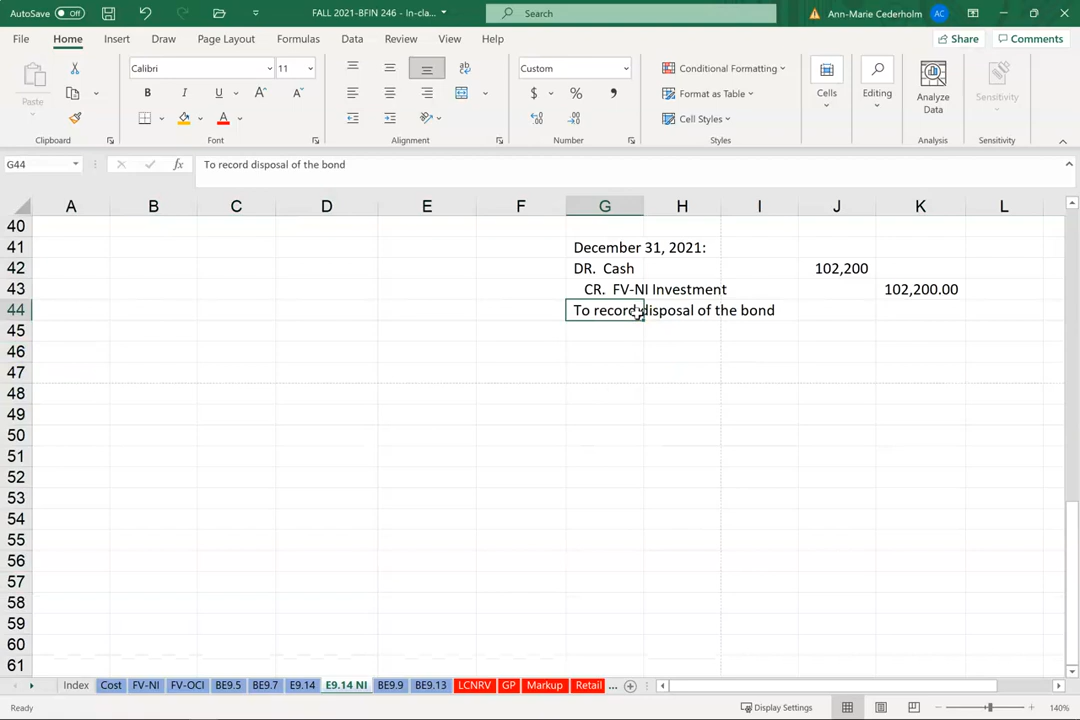 AutoSave Off FALL 2021-BFIN 246 - In-cla... Search Ann-Marie Cederholm AC
File Home Insert Draw Page Layout Formulas Data Review View Help Share Comments
Calibri 11 Custom Conditional Formatting Format as Table Cell Styles
Paste B I U A A A $ % , Cells Editing Analyze Data Sensitivity
Clipboard Font Alignment Number Styles Analysis Sensitivity
G44 fx To record disposal of the bond
A B C D E F G H I J K L
40
41 December 31, 2021:
42 DR. Cash 102,200
43 CR. FV-NI Investment 102,200.00
44 To record disposal of the bond
45
46
47
48
49
50
51
52
53
54
55
56
57
58
59
60
61
Index Cost FV-NI FV-OCI BE9.5 BE9.7 E9.14 E9.14 NI BE9.9 BE9.13 LCNRV GP Markup Retail ...
Ready Display Settings 140%